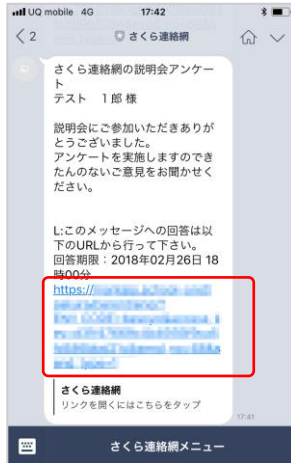 UQ mobile 4G 17:42
2 さくら連絡網
さくら連絡網の説明会アンケー
ト
テスト 1郎 様
説明会にご参加いただきありが
とうございました。
アンケートを実施しますのでき
たんのないご意見をお聞かせく
ださい。
L:このメッセージへの回答は以
下のURLから行って下さい。
回答期限：2018年02月26日 18
時00分
https://
さくら連絡網
リンクを開くにはこちらをタップ
17:41
さくら連絡網メニュー